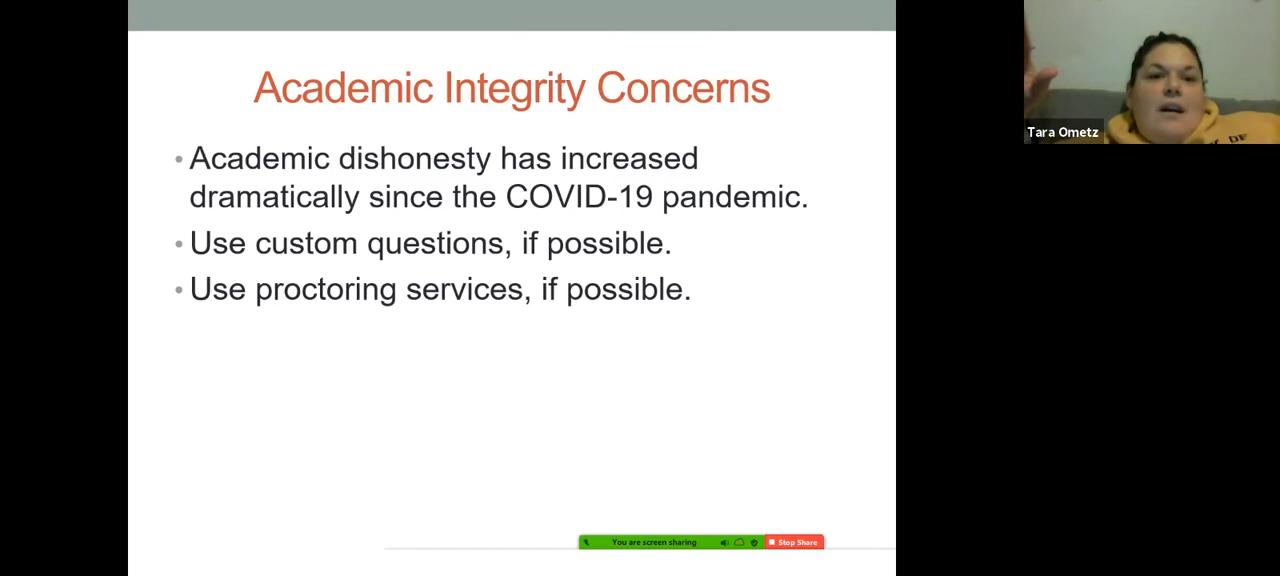 Academic Integrity Concerns
• Academic dishonesty has increased
dramatically since the COVID-19 pandemic.
• Use custom questions, if possible.
• Use proctoring services, if possible.
Tara Ometz
You are screen sharing
Stop Share